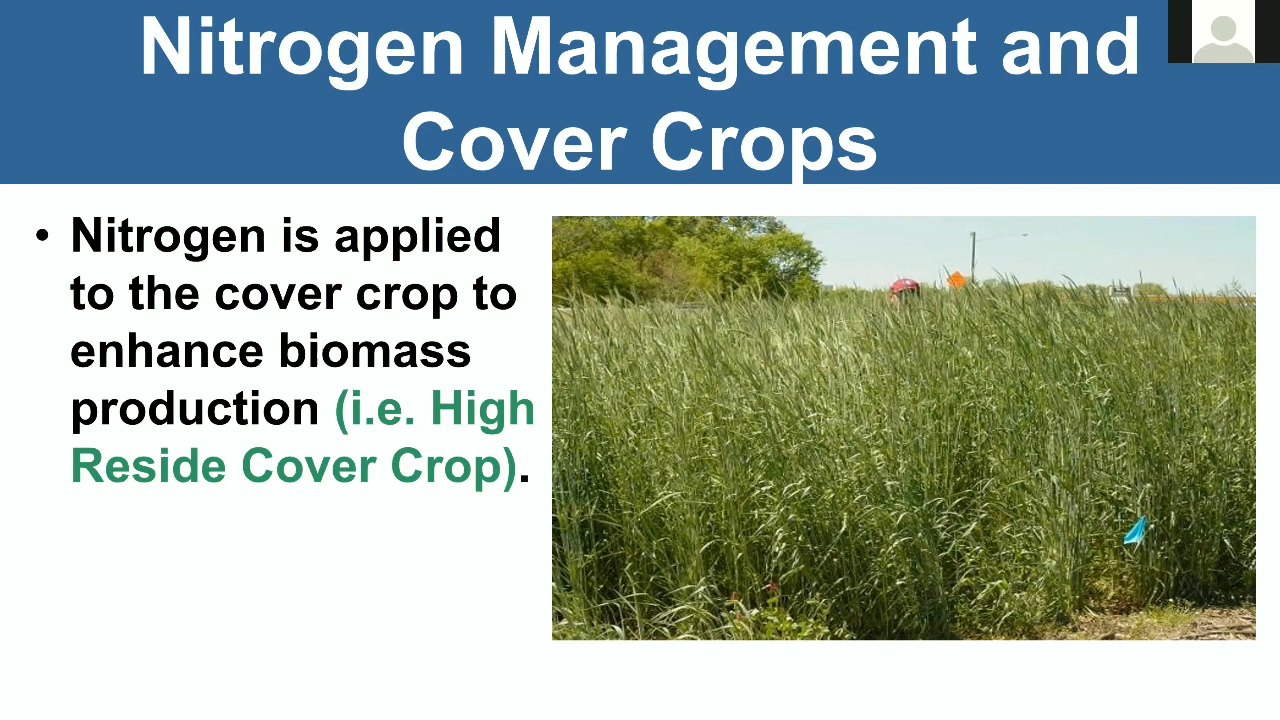 Nitrogen Management and
Cover Crops
• Nitrogen is applied
to the cover crop to
enhance biomass
production (i.e. High
Reside Cover Crop).